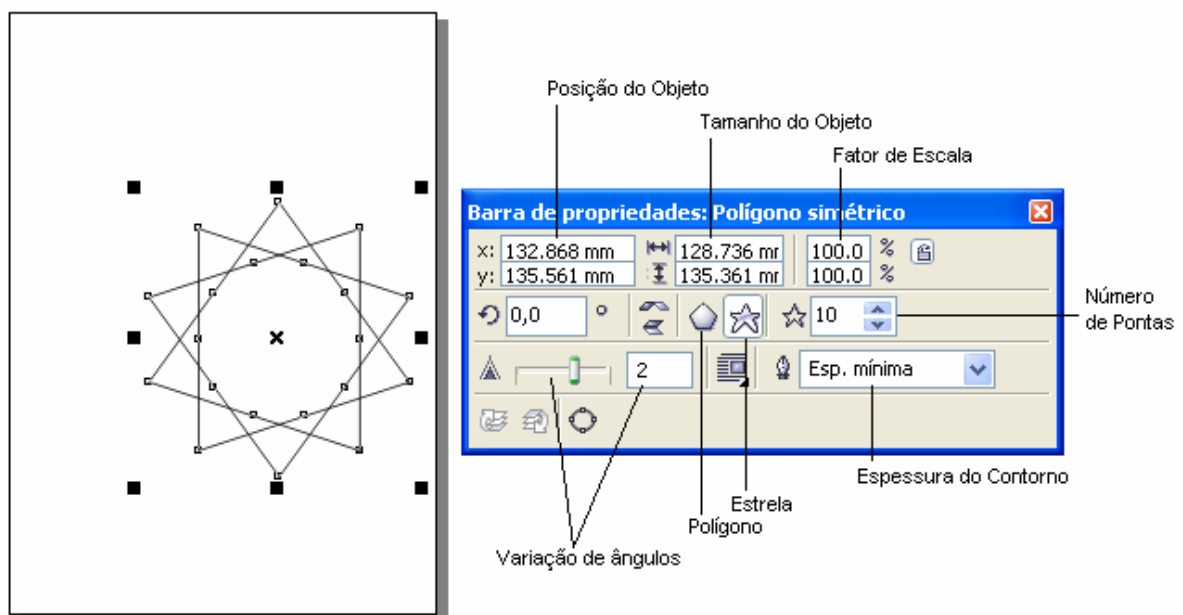 Posição do Objeto
Tamanho do Objeto
Fator de Escala
Barra de propriedades: Polígono simétrico
x: 132.868 mm 128.736 mr 100.0 %
y: 135.561 mm 135.361 mr 100.0 %
0,0 ° 10
Número
de Pontas
2 Esp. mínima
Espessura do Contorno
Estrela
Polígono
Variação de ângulos